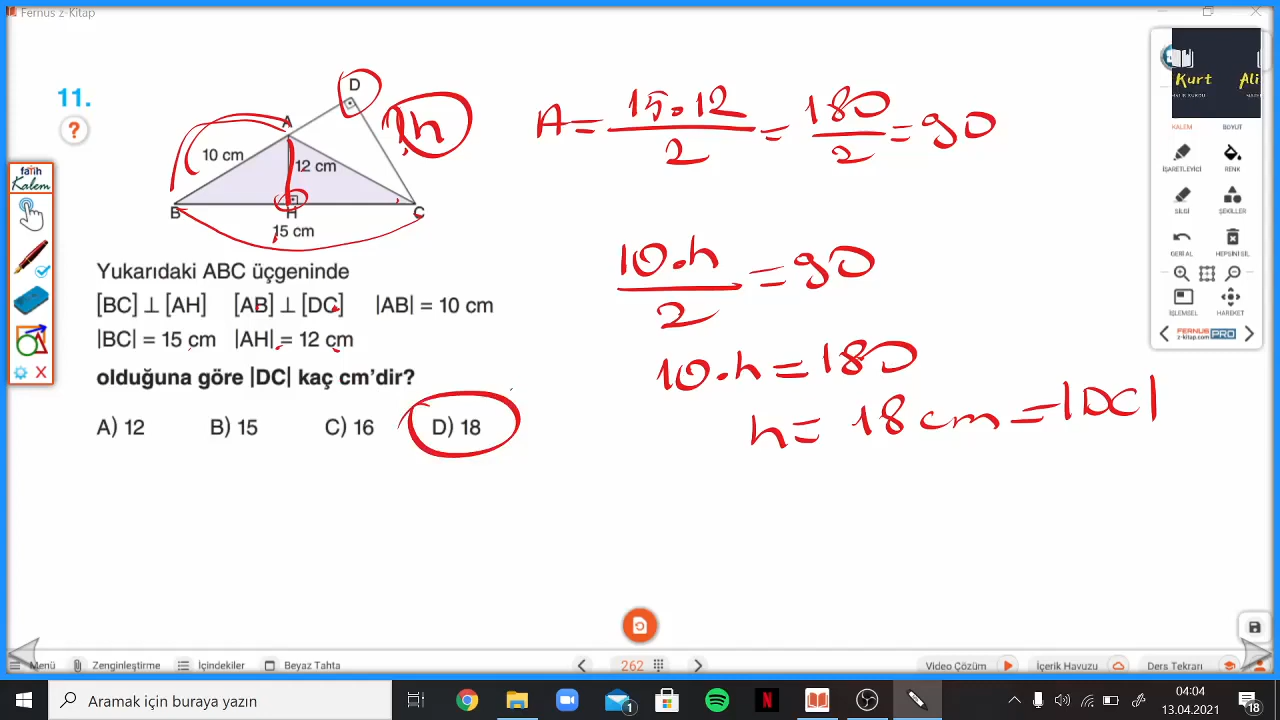 Fernus z-Kitap
11.
?
D
A
10 cm
12 cm
B
H
C
15 cm
h
A = 15.12 / 2 = 180 / 2 = 90
10.h / 2 = 90
10.h = 180
h = 18 cm = |DC|
Yukarıdaki ABC üçgeninde
[BC] ⊥ [AH] [AB] ⊥ [DC] |AB| = 10 cm
|BC| = 15 cm |AH| = 12 cm
olduğuna göre |DC| kaç cm'dir?
A) 12 B) 15 C) 16 D) 18
fatih
Kalem
Kurt Ali
KALEM BOYUT
İŞARETLEYİCİ RENK
SİLGİ ŞEKİLLER
GERİ AL HEPSİNİ SİL
İŞLEMSEL HAREKET
FERNUS PRO
z-kitap.com
Menü Zenginleştirme İçindekiler Beyaz Tahta 262 Video Çözüm İçerik Havuzu Ders Tekrarı
Aramak için buraya yazın
1
N
04:04
13.04.2021
18